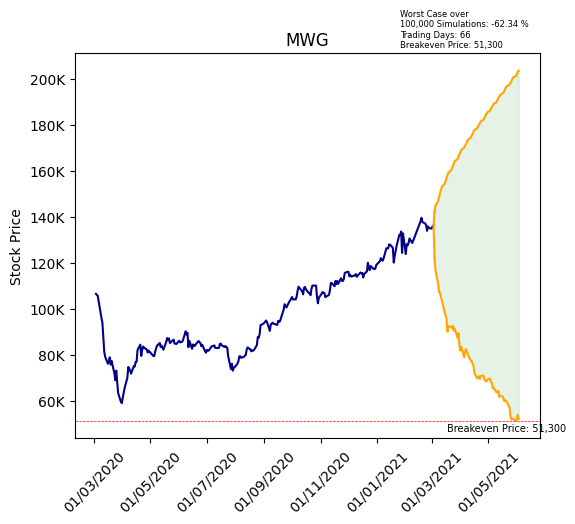 Worst Case over
100,000 Simulations: -62.34 %
Trading Days: 66
Breakeven Price: 51,300
MWG
Stock Price
200K
180K
160K
140K
120K
100K
80K
60K
Breakeven Price: 51,300
01/03/2020
01/05/2020
01/07/2020
01/09/2020
01/11/2020
01/01/2021
01/03/2021
01/05/2021